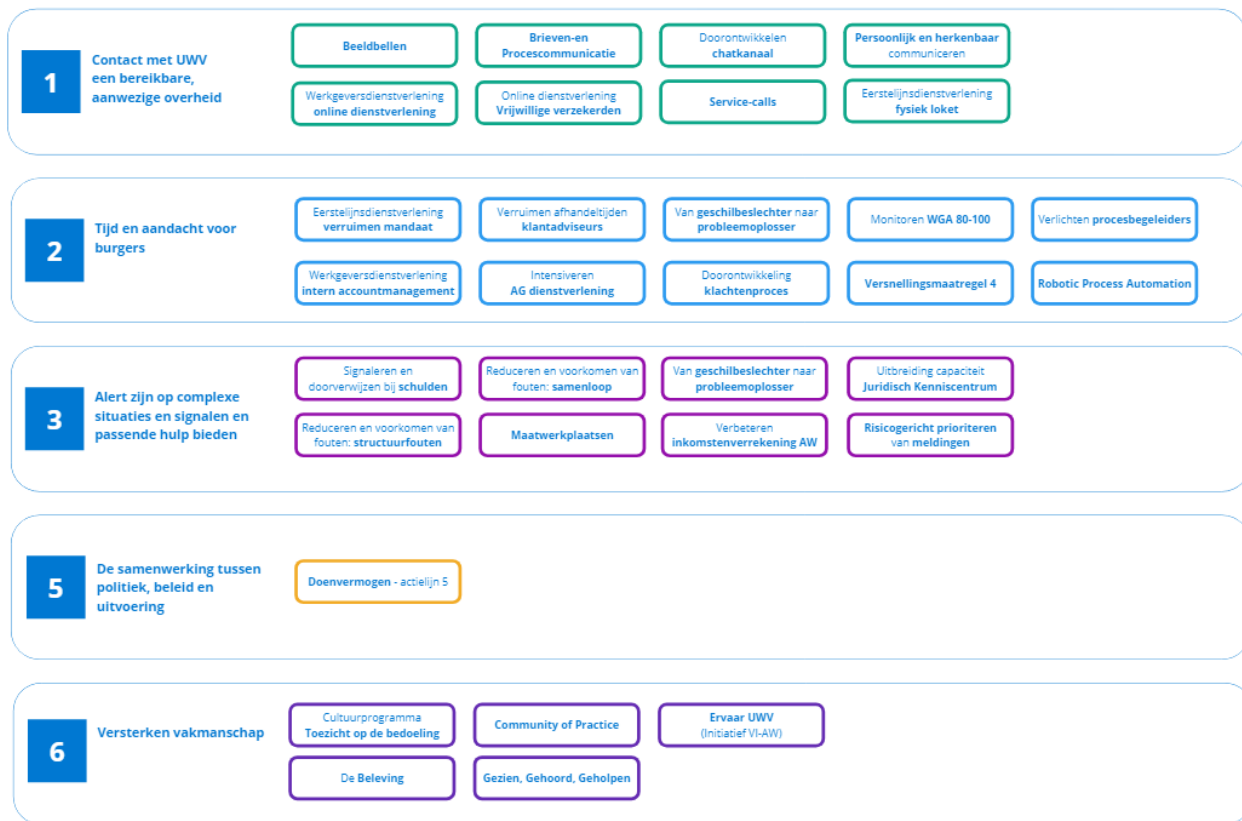 1
Contact met UWV
een bereikbare,
aanwezige overheid
Beeldbellen
Brieven-en
Procescommunicatie
Doorontwikkelen
chatkanaal
Persoonlijk en herkenbaar
communiceren
Werkgeversdienstverlening
online dienstverlening
Online dienstverlening
Vrijwillige verzekerden
Service-calls
Eerstelijnsdienstverlening
fysiek loket
2
Tijd en aandacht voor
burgers
Eerstelijnsdienstverlening
verruimen mandaat
Verruimen afhandeltijden
klantadviseurs
Van geschilbeslechter naar
probleemoplosser
Monitoren WGA 80-100
Verlichten procesbegeleiders
Werkgeversdienstverlening
intern accountmanagement
Intensiveren
AG dienstverlening
Doorontwikkeling
klachtenproces
Versnellingsmaatregel 4
Robotic Process Automation
3
Alert zijn op complexe
situaties en signalen en
passende hulp bieden
Signaleren en
doorverwijzen bij schulden
Reduceren en voorkomen van
fouten: samenloop
Van geschilbeslechter naar
probleemoplosser
Uitbreiding capaciteit
Juridisch Kenniscentrum
Reduceren en voorkomen van
fouten: structuurfouten
Maatwerkplaatsen
Verbeteren
inkomstenverrekening AW
Risicogericht prioriteren
van meldingen
5
De samenwerking tussen
politiek, beleid en
uitvoering
Doenvermogen - actielijn 5
6
Versterken vakmanschap
Cultuurprogramma
Toezicht op de bedoeling
Community of Practice
Ervaar UWV
(Initiatief VI-AW)
De Beleving
Gezien, Gehoord, Geholpen